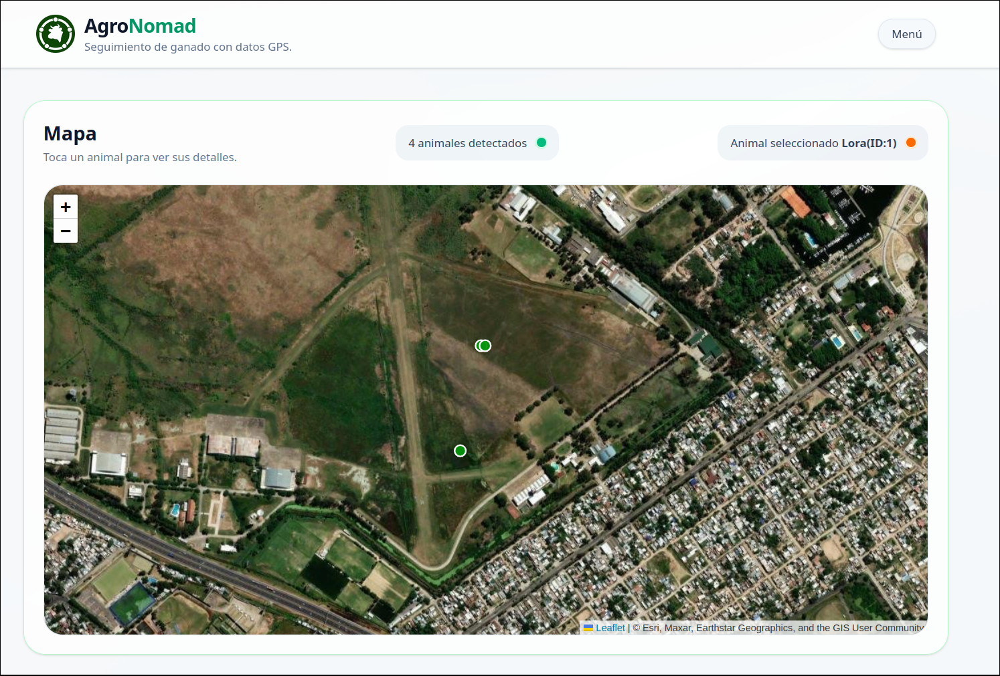 AgroNomad
Seguimiento de ganado con datos GPS.
Menú
Mapa
Toca un animal para ver sus detalles.
4 animales detectados
Animal seleccionado Lora(ID:1)
+
−
Leaflet | © Esri, Maxar, Earthstar Geographics, and the GIS User Community